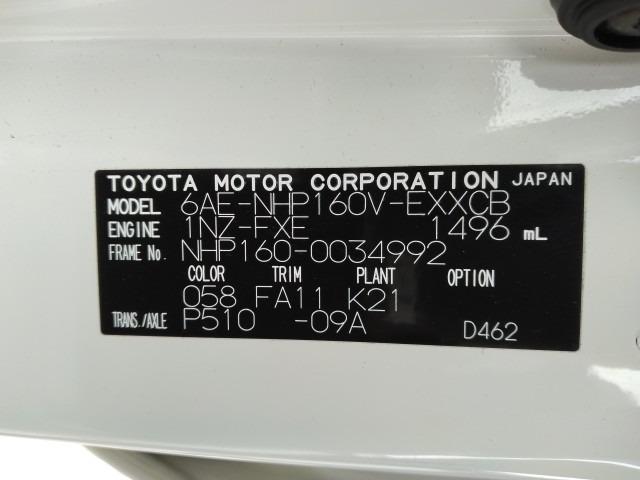 TOYOTA MOTOR CORPORATION JAPAN
MODEL 6AE-NHP160V-EXXCB
ENGINE 1NZ-FXE 1496 mL
FRAME No. NHP160-0034992
COLOR TRIM PLANT OPTION
058 FA11 K21
TRANS./AXLE P510 -09A D462